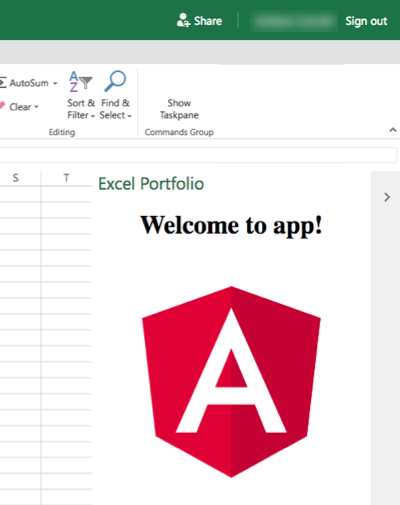 Share Sign out
AutoSum
Clear
Sort & Filter
Find & Select
Show Taskpane
Editing
Commands Group
S T
Excel Portfolio
Welcome to app!
A